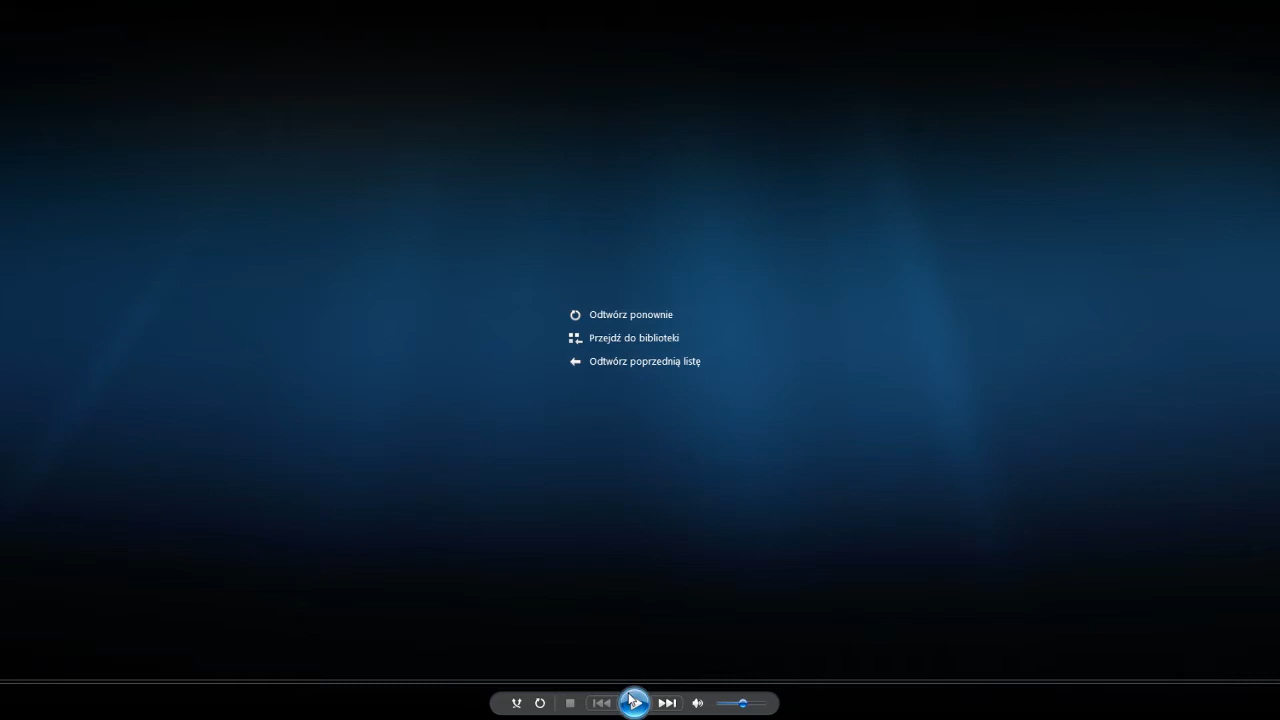 Odtwórz ponownie
Przejdź do biblioteki
Odtwórz poprzednią listę